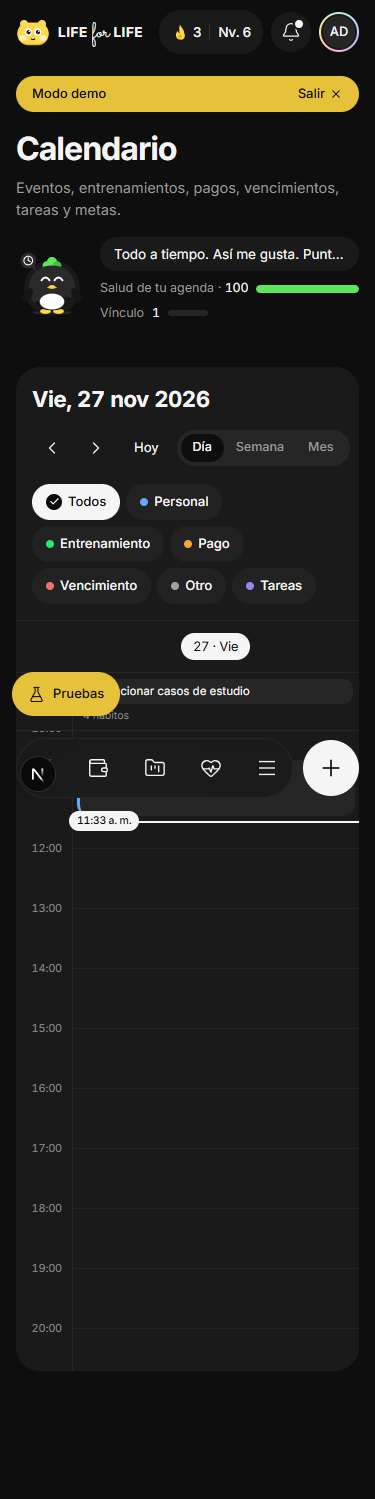 LIFE for LIFE
3
Nv. 6
AD
Modo demo
Salir ×
Calendario
Eventos, entrenamientos, pagos, vencimientos,
tareas y metas.
Todo a tiempo. Así me gusta. Punt...
Salud de tu agenda · 100
Vínculo 1
Vie, 27 nov 2026
Hoy
Día
Semana
Mes
Todos
Personal
Entrenamiento
Pago
Vencimiento
Otro
Tareas
27 · Vie
cionar casos de estudio
Pruebas
hábitos
N
11:33 a. m.
12:00
13:00
14:00
15:00
16:00
17:00
18:00
19:00
20:00